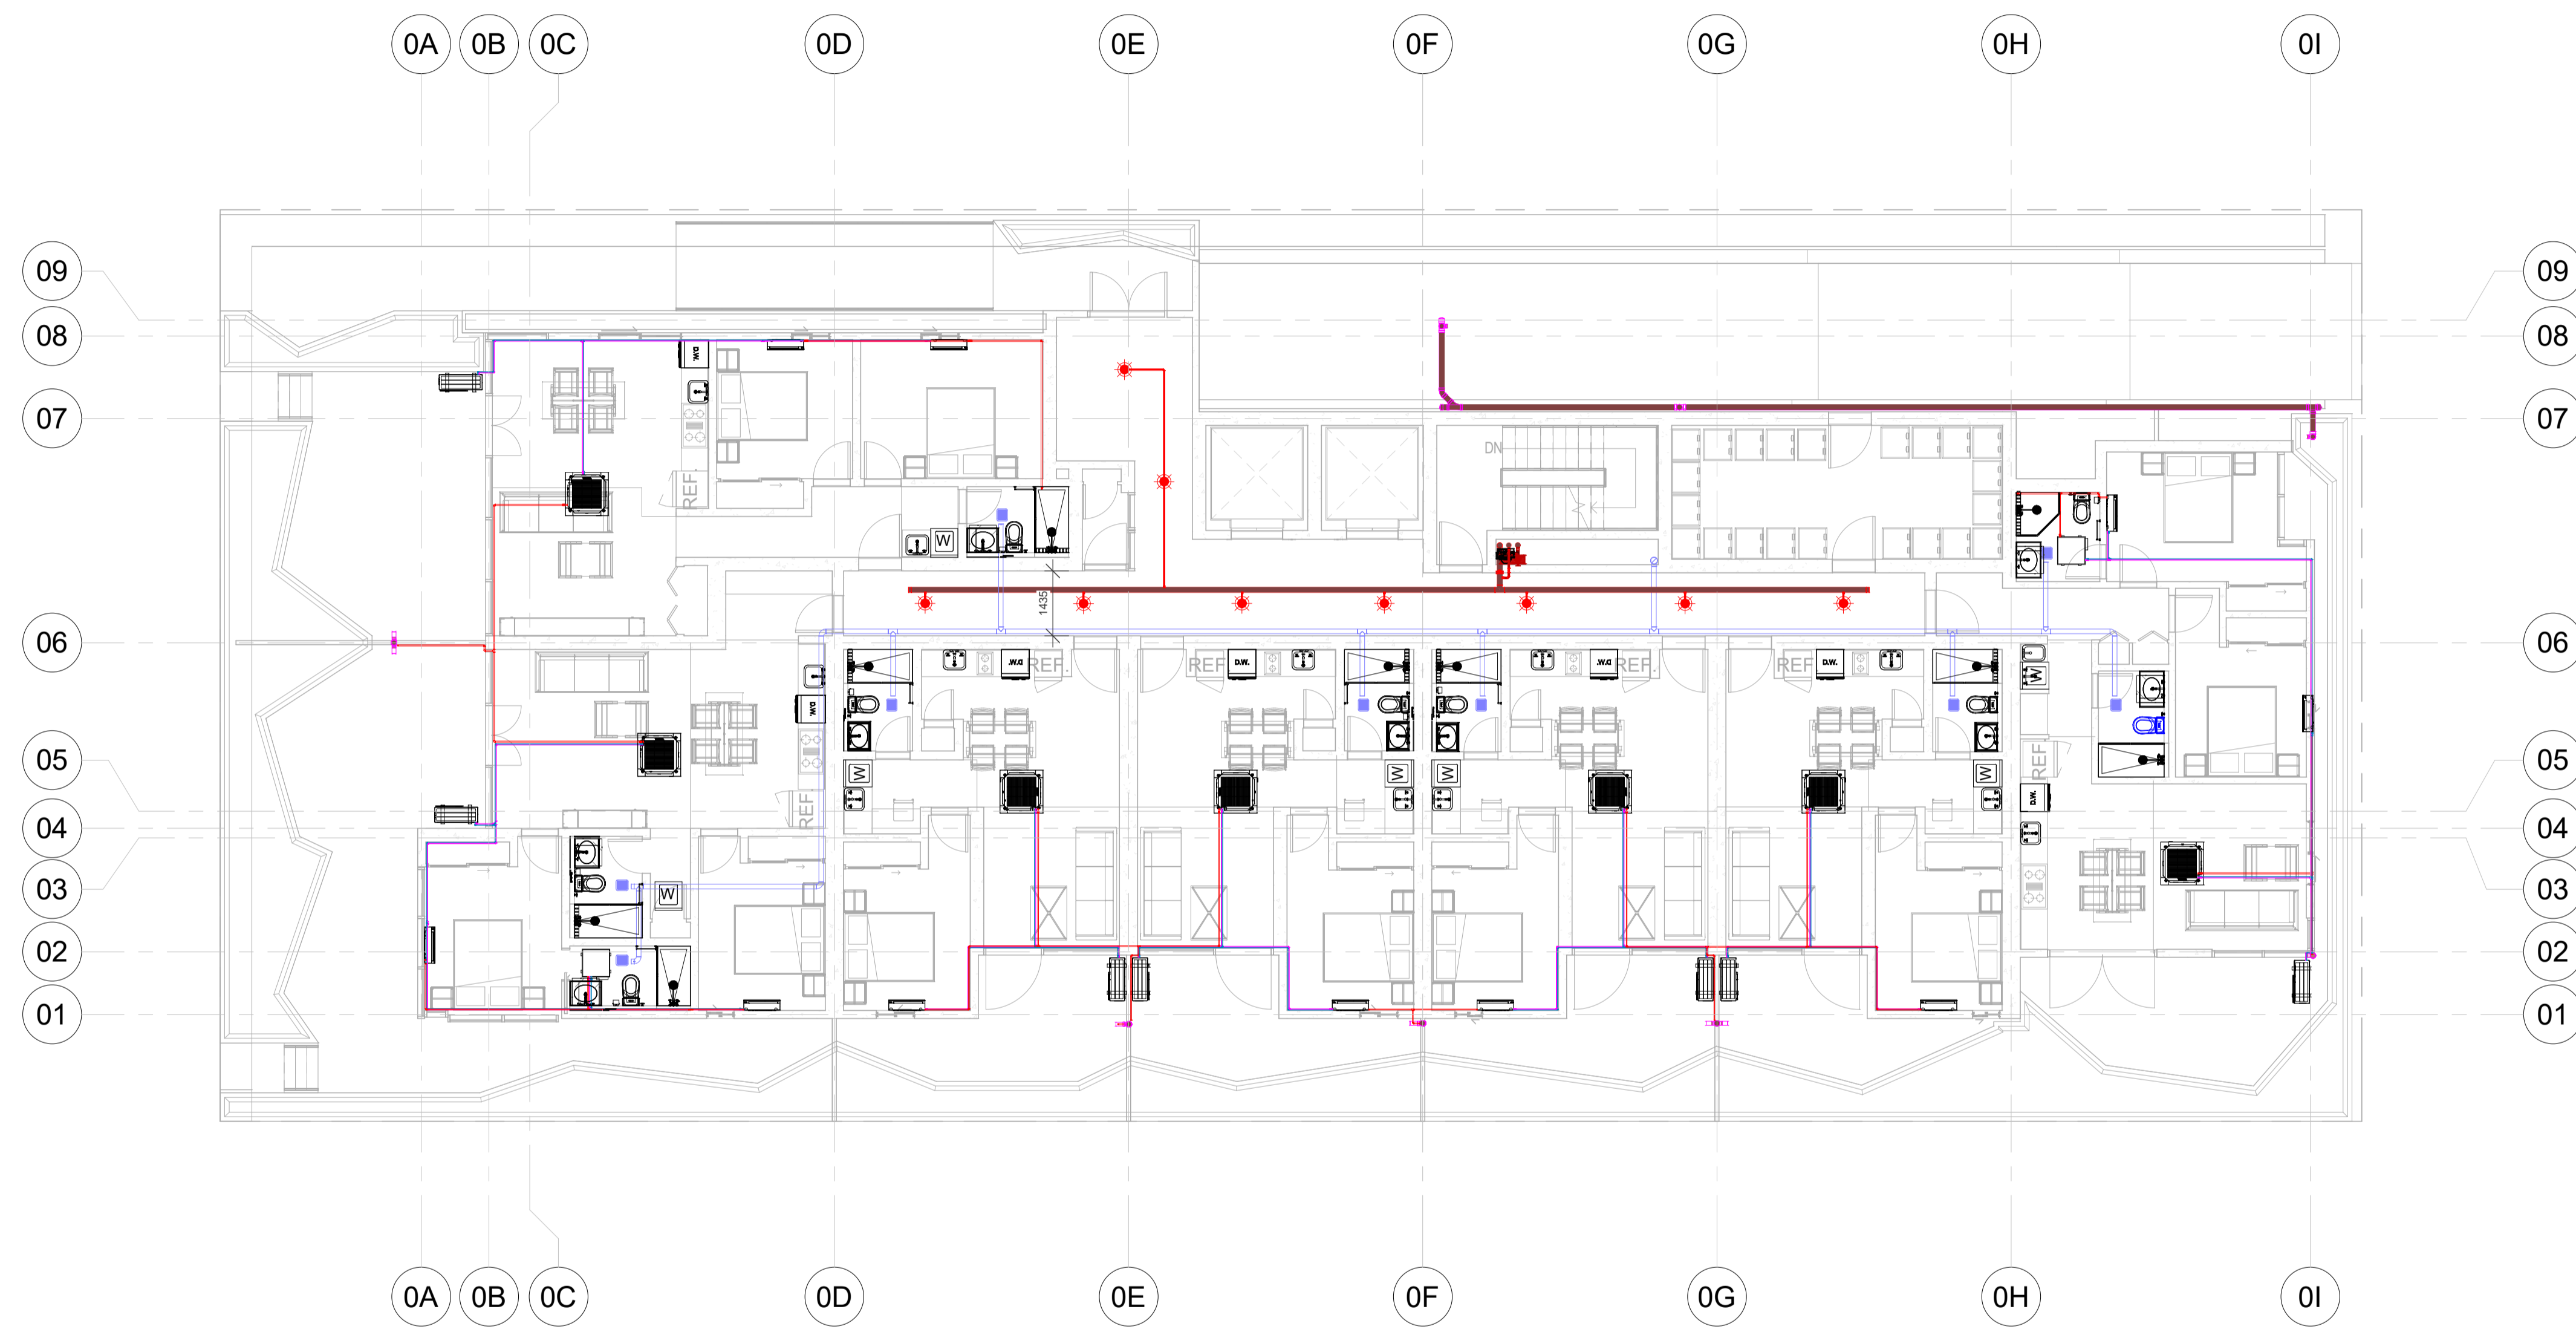 0A 0B 0C 0D 0E 0F 0G 0H 0I
09 09
08 08
D.W.
07 07
DN
REF.
W
1435
06 06
D.W. REF. REF. D.W. D.W. REF. REF. D.W. W
D.W.
05 REF 05
W W W W
REF
D.W.
04 04
03 W 03
02 02
01 01
0A 0B 0C 0D 0E 0F 0G 0H 0I